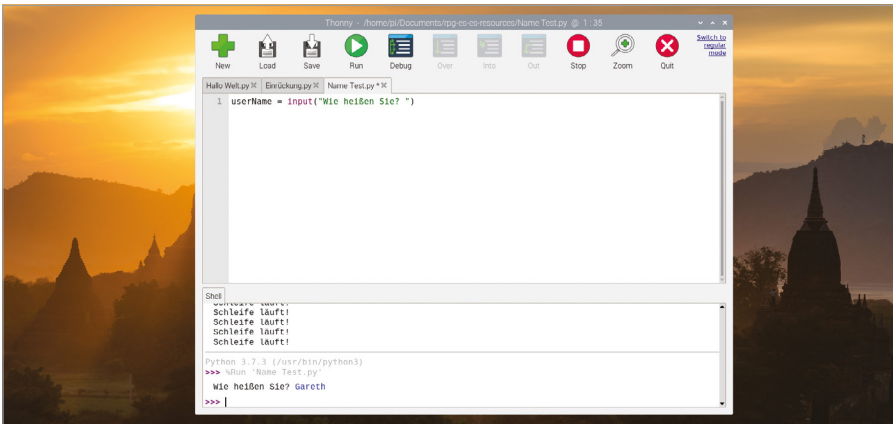 Thonny - /home/pi/Documents/rpg-es-es-resources/Name Test.py @ 1:35
Switch to
regular
mode
New Load Save Run Debug Over Into Out Stop Zoom Quit
Hallo Welt.py Einrückung.py Name Test.py *
1 userName = input("Wie heißen Sie? ")
Shell
Schleife läuft!
Schleife läuft!
Schleife läuft!
Schleife läuft!
Schleife läuft!
Python 3.7.3 (/usr/bin/python3)
>>> %Run 'Name Test.py'
Wie heißen Sie? Gareth
>>>